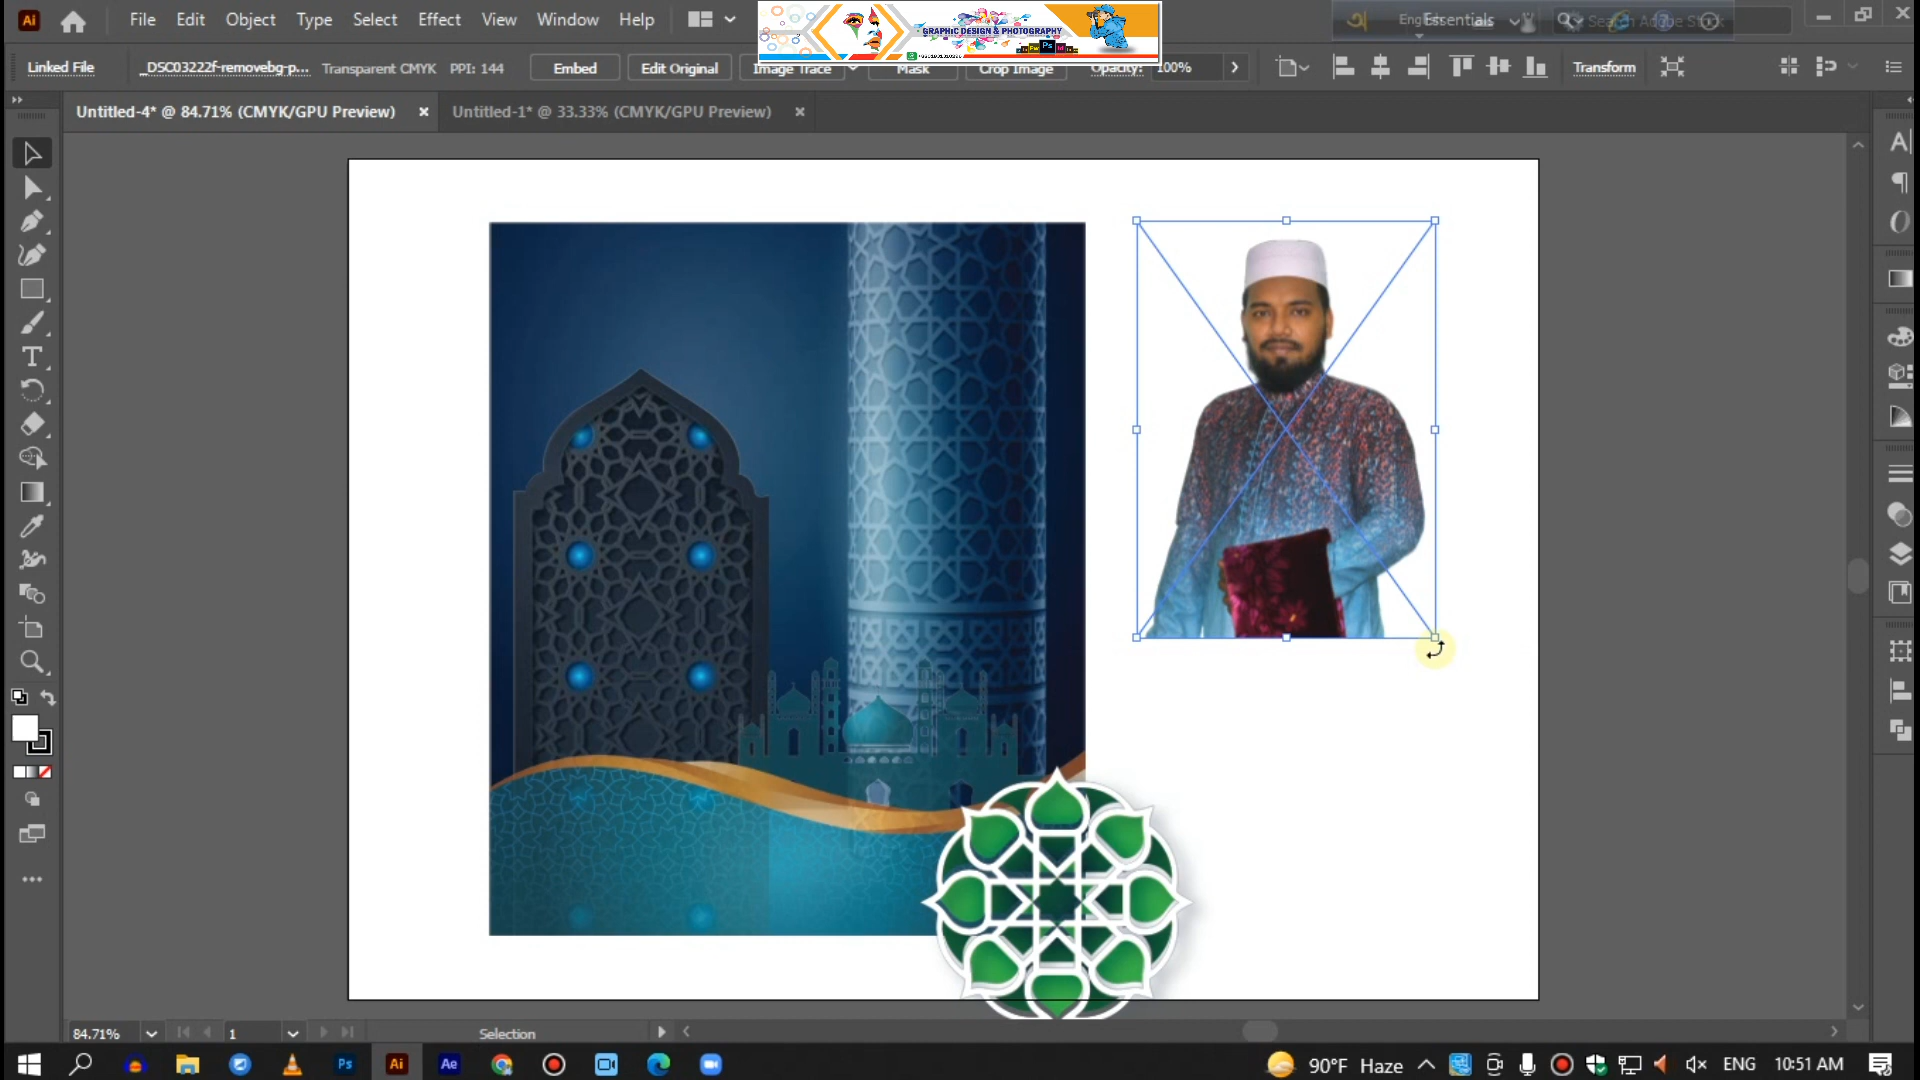 Ai File Edit Object Type Select Effect View Window Help
GRAPHIC DESIGN & PHOTOGRAPHY
Essentials
Linked File _DSC03222f-removebg-p... Transparent CMYK PPI: 144 Embed Edit Original Image Trace Mask Crop Image Opacity: 100% Transform
Untitled-4* @ 84.71% (CMYK/GPU Preview) × Untitled-1* @ 33.33% (CMYK/GPU Preview) ×
84.71% 1 Selection
Ps Ai Ae 90°F Haze ENG 10:51 AM